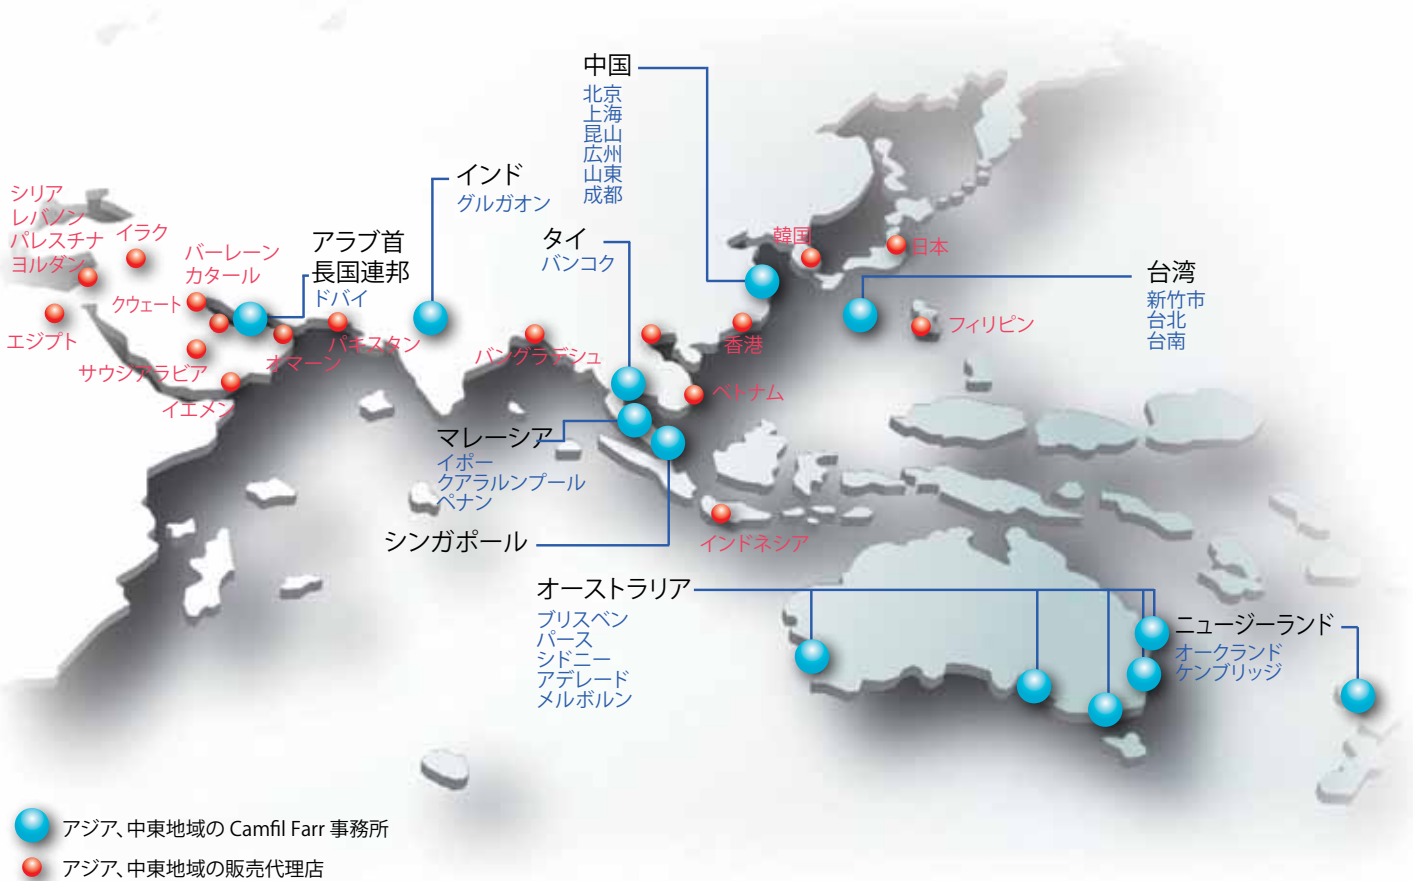 中国
北京
上海
昆山
広州
山東
成都
インド
グルガオン
シリア
レバノン
パレスチナ
ヨルダン
イラク
バーレーン
カタール
アラブ首
長国連邦
ドバイ
タイ
バンコク
韓国
日本
台湾
新竹市
台北
台南
クウェート
エジプト
サウシアラビア
オマーン
パキスタン
バングラデシュ
香港
フィリピン
イエメン
ベトナム
マレーシア
イポー
クアラルンプール
ペナン
シンガポール
インドネシア
オーストラリア
ブリスベン
パース
シドニー
アデレード
メルボルン
ニュージーランド
オークランド
ケンブリッジ
アジア、中東地域の Camfil Farr 事務所
アジア、中東地域の販売代理店